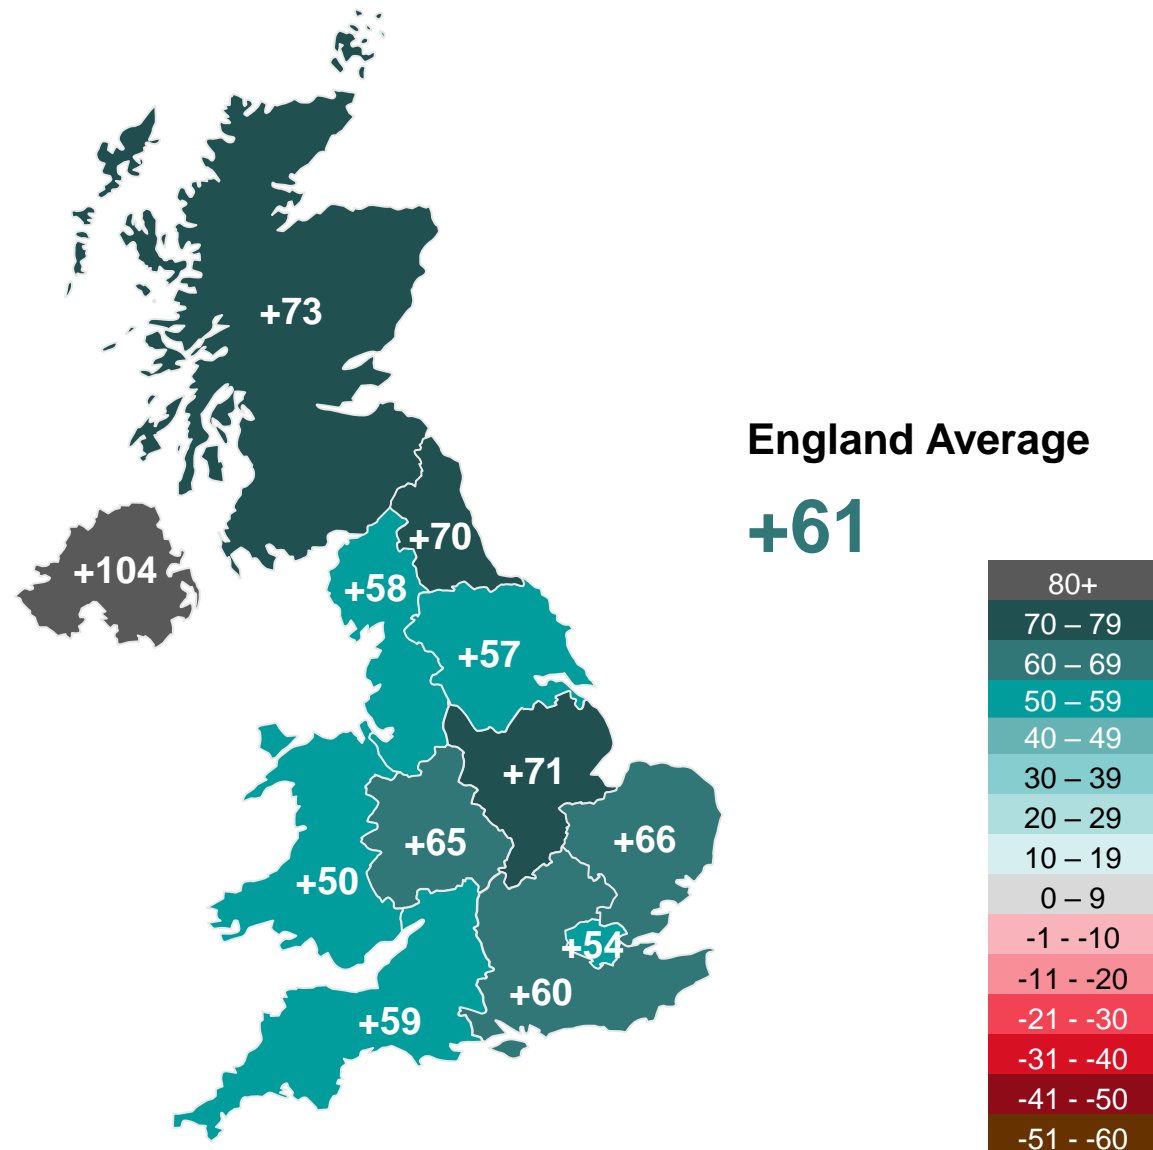 +73
England Average
+61
+70
+104
+58
+57
+71
+65
+66
+50
+54
+60
+59
80+
70 – 79
60 – 69
50 – 59
40 – 49
30 – 39
20 – 29
10 – 19
0 – 9
-1 - -10
-11 - -20
-21 - -30
-31 - -40
-41 - -50
-51 - -60